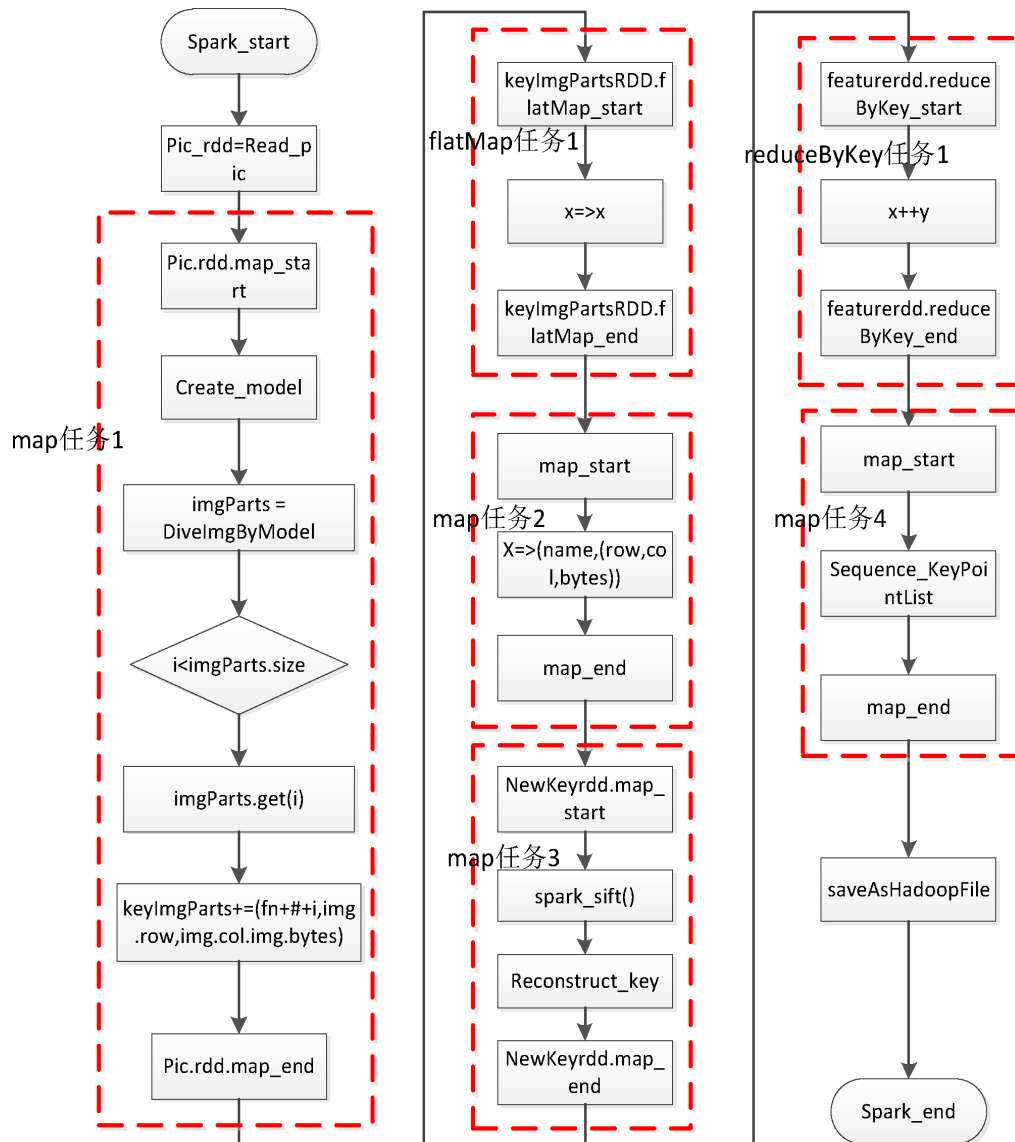 Spark_start
Pic_rdd=Read_p
ic
Pic.rdd.map_sta
rt
Create_model
map任务1
imgParts =
DiveImgByModel
i<imgParts.size
imgParts.get(i)
keyImgParts+=(fn+#+i,img
.row,img.col.img.bytes)
Pic.rdd.map_end
keyImgPartsRDD.f
latMap_start
flatMap任务1
x=>x
keyImgPartsRDD.f
latMap_end
map_start
map任务2
X=>(name,(row,co
l,bytes))
map_end
NewKeyrdd.map_
start
map任务3
spark_sift()
Reconstruct_key
NewKeyrdd.map_
end
featurerdd.reduce
ByKey_start
reduceByKey任务1
x++y
featurerdd.reduce
ByKey_end
map_start
map任务4
Sequence_KeyPoi
ntList
map_end
saveAsHadoopFile
Spark_end